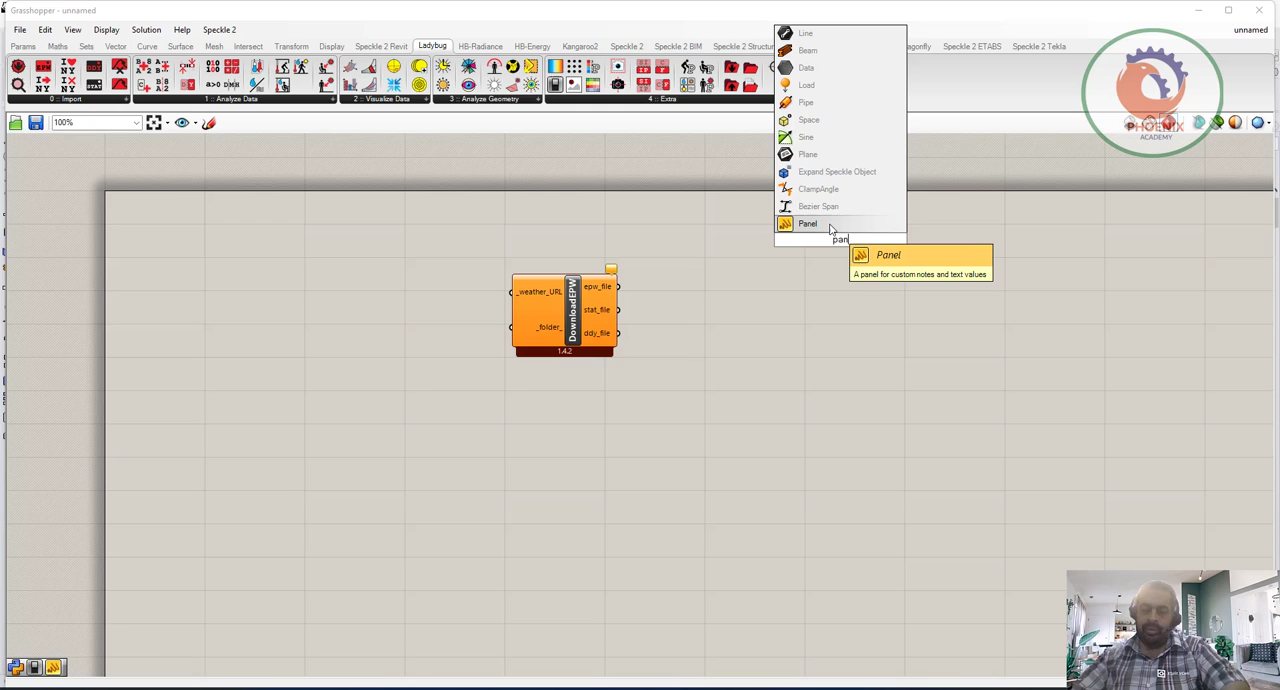 Grasshopper - unnamed
File Edit View Display Solution Help Speckle 2
unnamed
Params Maths Sets Vector Curve Surface Mesh Intersect Transform Display Speckle 2 Revit Ladybug HB-Radiance HB-Energy Kangaroo2 Speckle 2 Speckle 2 BIM Speckle 2 Structu agonfly Speckle 2 ETABS Speckle 2 Tekla
0 :: Import 1 :: Analyze Data 2 :: Visualize Data 3 :: Analyze Geometry 4 :: Extra
100%
PHOENIX
ACADEMY
Line
Beam
Data
Load
Pipe
Space
Sine
Plane
Expand Speckle Object
ClampAngle
Bezier Span
Panel
pan
Panel
A panel for custom notes and text values
_weather_URL
_folder_
DownloadEPW
epw_file
stat_file
ddy_file
1.4.2